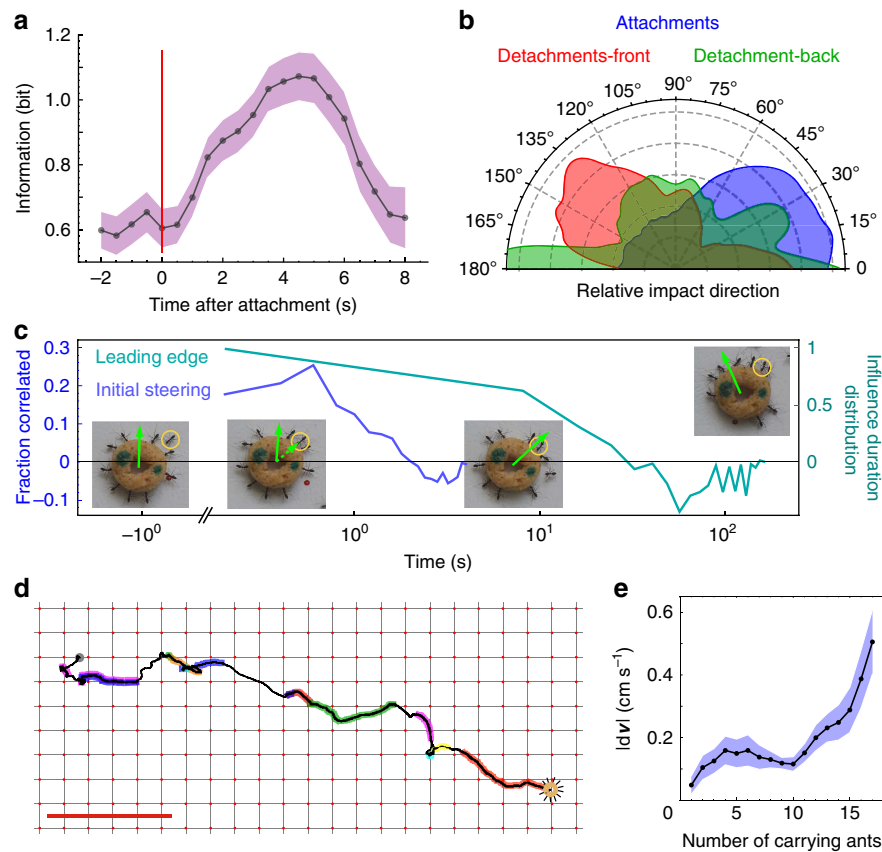 a
1.2
1.0
0.8
0.6
Information (bit)
−2 0 2 4 6 8
Time after attachment (s)
b
Attachments
Detachments-front Detachment-back
180° 165° 150° 135° 120° 105° 90° 75° 60° 45° 30° 15° 0
Relative impact direction
c
Fraction correlated
0.3
0.2
0.1
0
−0.1
Leading edge
Initial steering
1
0.5
0
Influence duration
distribution
−10⁰ 10⁰ 10¹ 10²
Time (s)
d
e
|dv| (cm s⁻¹)
0.6
0.4
0.2
0 5 10 15
Number of carrying ants